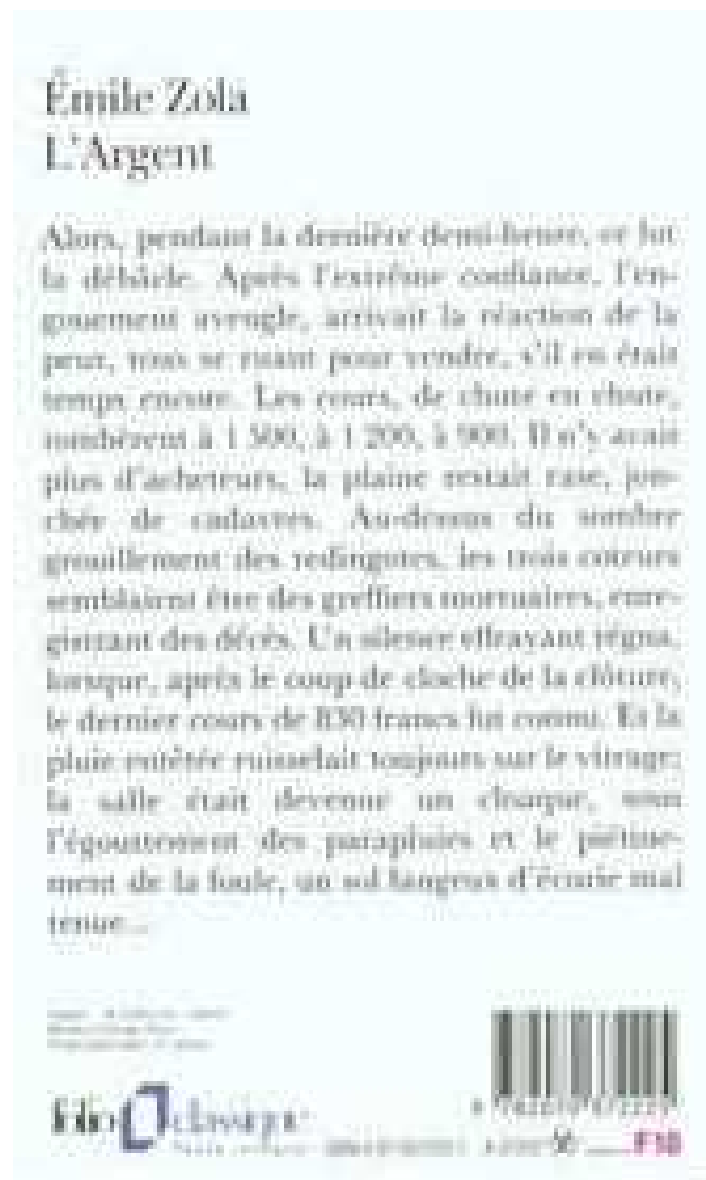 Émile Zola
L'Argent
Alors, pendant la dernière demi-heure, ce fut
la débâcle. Après l'extrême confiance, l'en-
gouement aveugle, arrivait la réaction de la
peur, tous se ruant pour vendre, s'il en était
temps encore. Les cours, de chute en chute,
tombèrent à 1 500, à 1 200, à 900. Il n'y avait
plus d'acheteurs, la plaine restait rase, jon-
chée de cadavres. Au-dessus du sombre
grouillement des redingotes, les trois coteurs
semblaient être des greffiers mortuaires, enre-
gistrant des décès. Un silence effrayant régna,
lorsque, après le coup de cloche de la clôture,
le dernier cours de 830 francs fut connu. Et la
pluie entêtée ruisselait toujours sur le vitrage;
la salle était devenue un cloaque, sous
l'égouttement des parapluies et le piétine-
ment de la foule, un sol fangeux d'écurie mal
tenue...
folio classique
F10